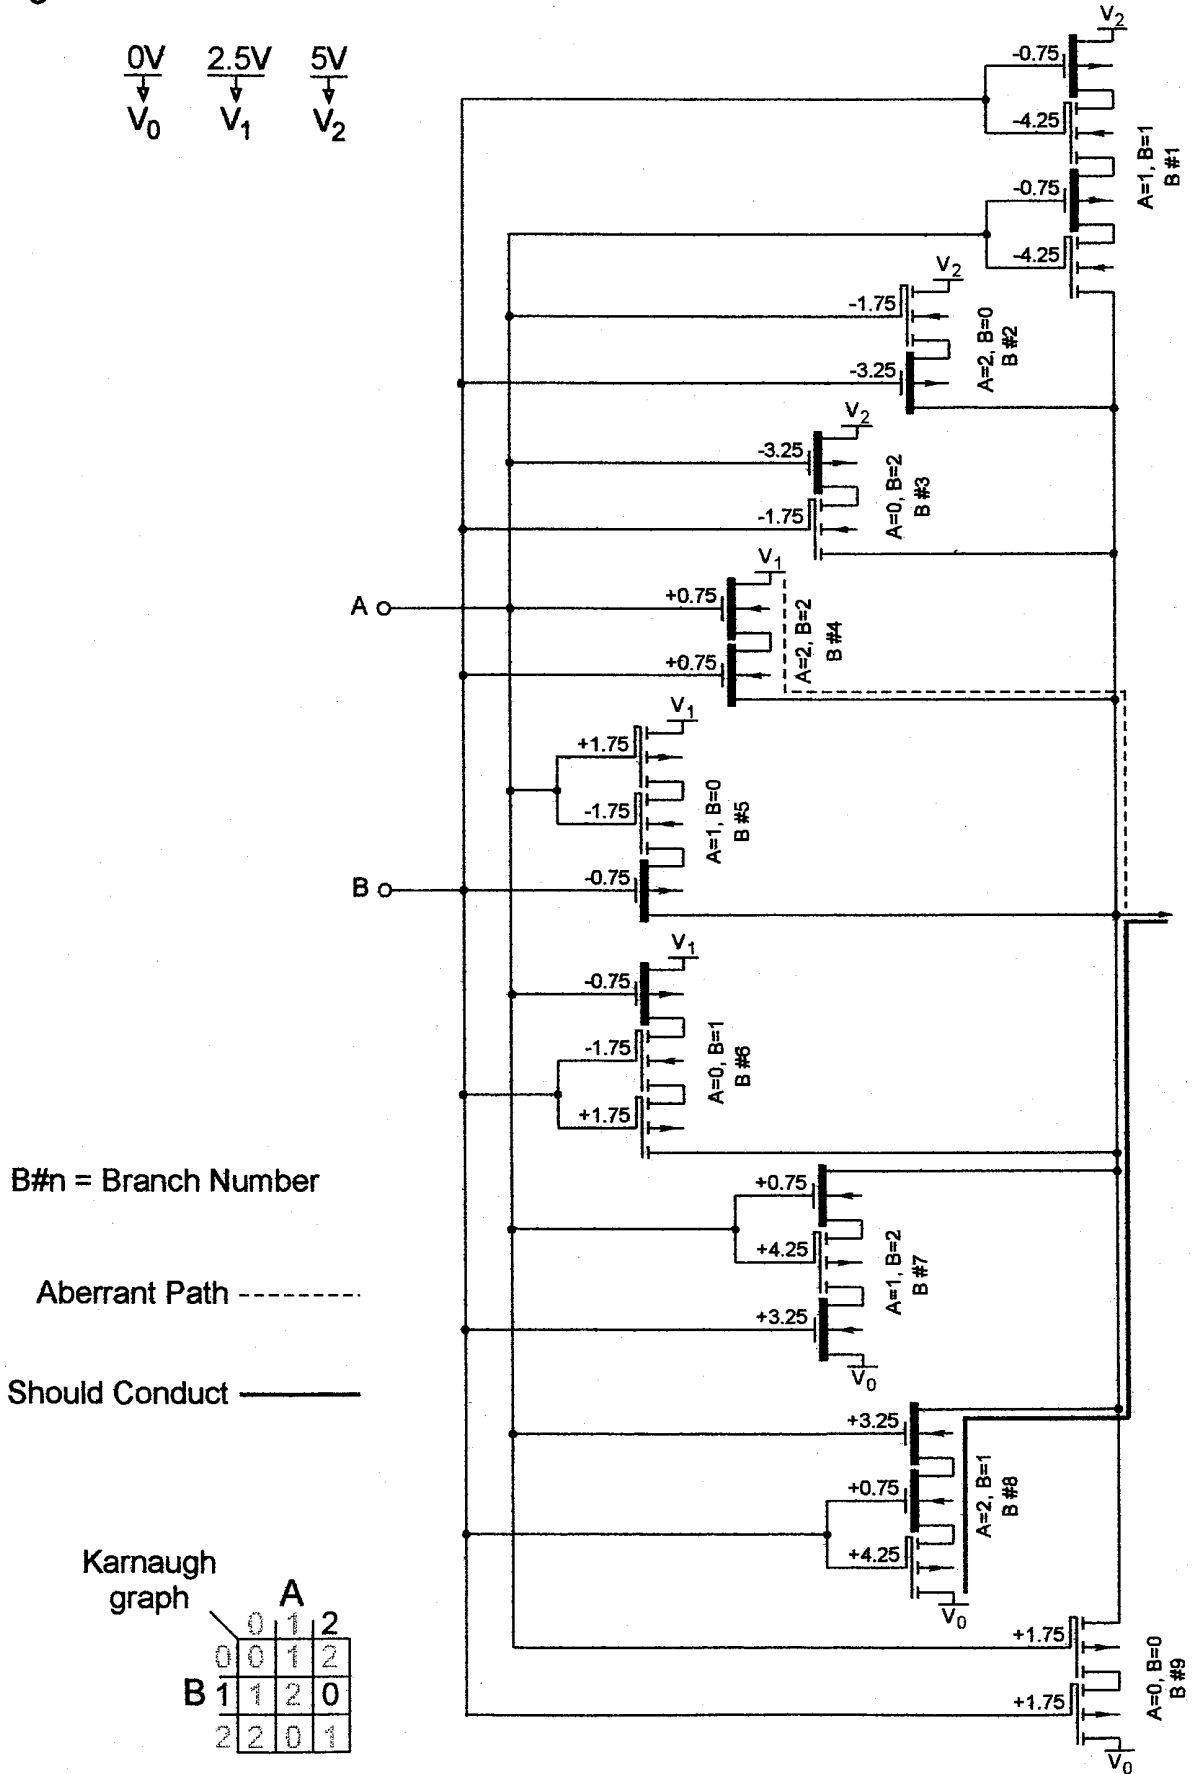 0V 2.5V 5V
V0 V1 V2
V2
-0.75
-4.25
-0.75
-4.25
A=1, B=1
B #1
V2
-1.75
-3.25
A=2, B=0
B #2
V2
-3.25
-1.75
A=0, B=2
B #3
V1
A
+0.75
+0.75
A=2, B=2
B #4
V1
+1.75
-1.75
-0.75
A=1, B=0
B #5
B
V1
-0.75
-1.75
+1.75
A=0, B=1
B #6
B#n = Branch Number
+0.75
+4.25
+3.25
A=1, B=2
B #7
V0
Aberrant Path
Should Conduct
+3.25
+0.75
+4.25
A=2, B=1
B #8
V0
+1.75
+1.75
A=0, B=0
B #9
V0
Karnaugh
graph
A
0 1 2
0 0 1 2
B 1 1 2 0
2 2 0 1